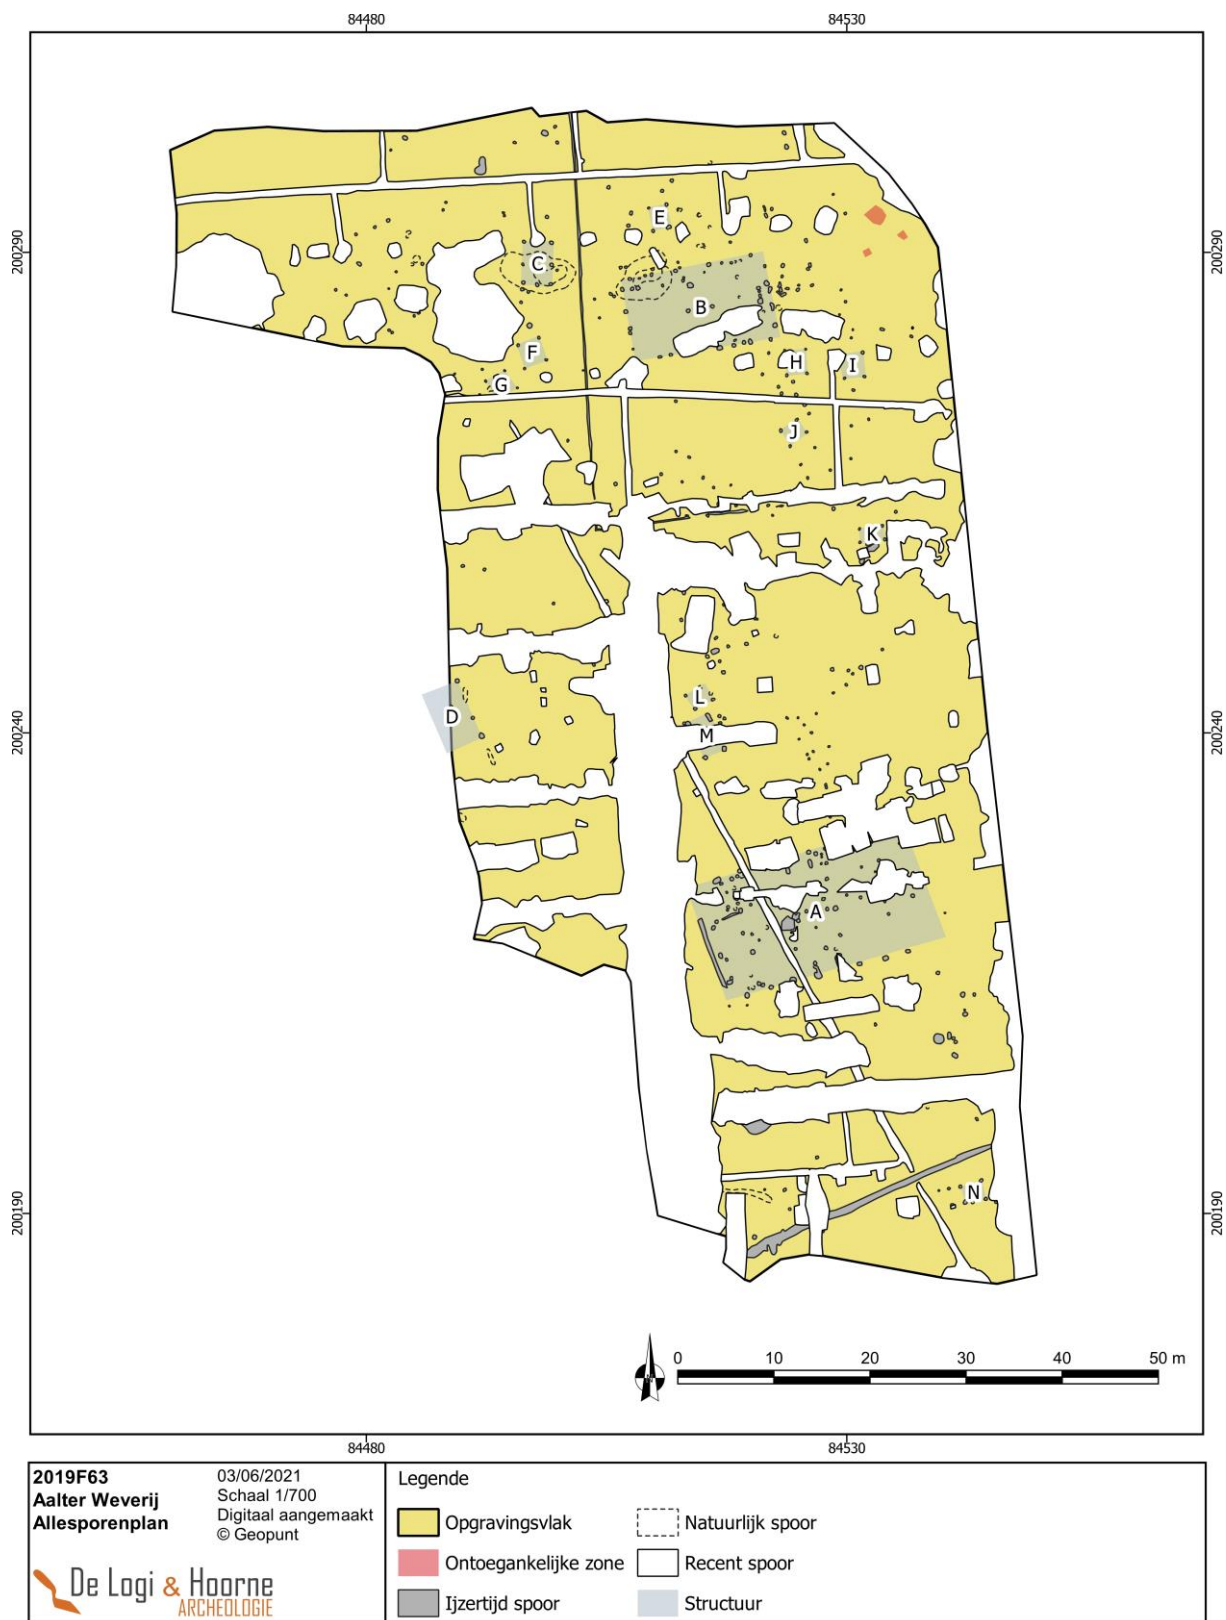 84480 84530
200290 200290
E
C
B
F
G
H
I
J
K
L
D
M
200240 200240
A
N
200190 200190
N
0 10 20 30 40 50 m
84480 84530
2019F63
Aalter Weverij
Allesporenplan
03/06/2021
Schaal 1/700
Digitaal aangemaakt
© Geopunt
De Logi & Hoorne
ARCHEOLOGIE
Legende
Opgravingsvlak
Ontoegankelijke zone
Ijzertijd spoor
Natuurlijk spoor
Recent spoor
Structuur